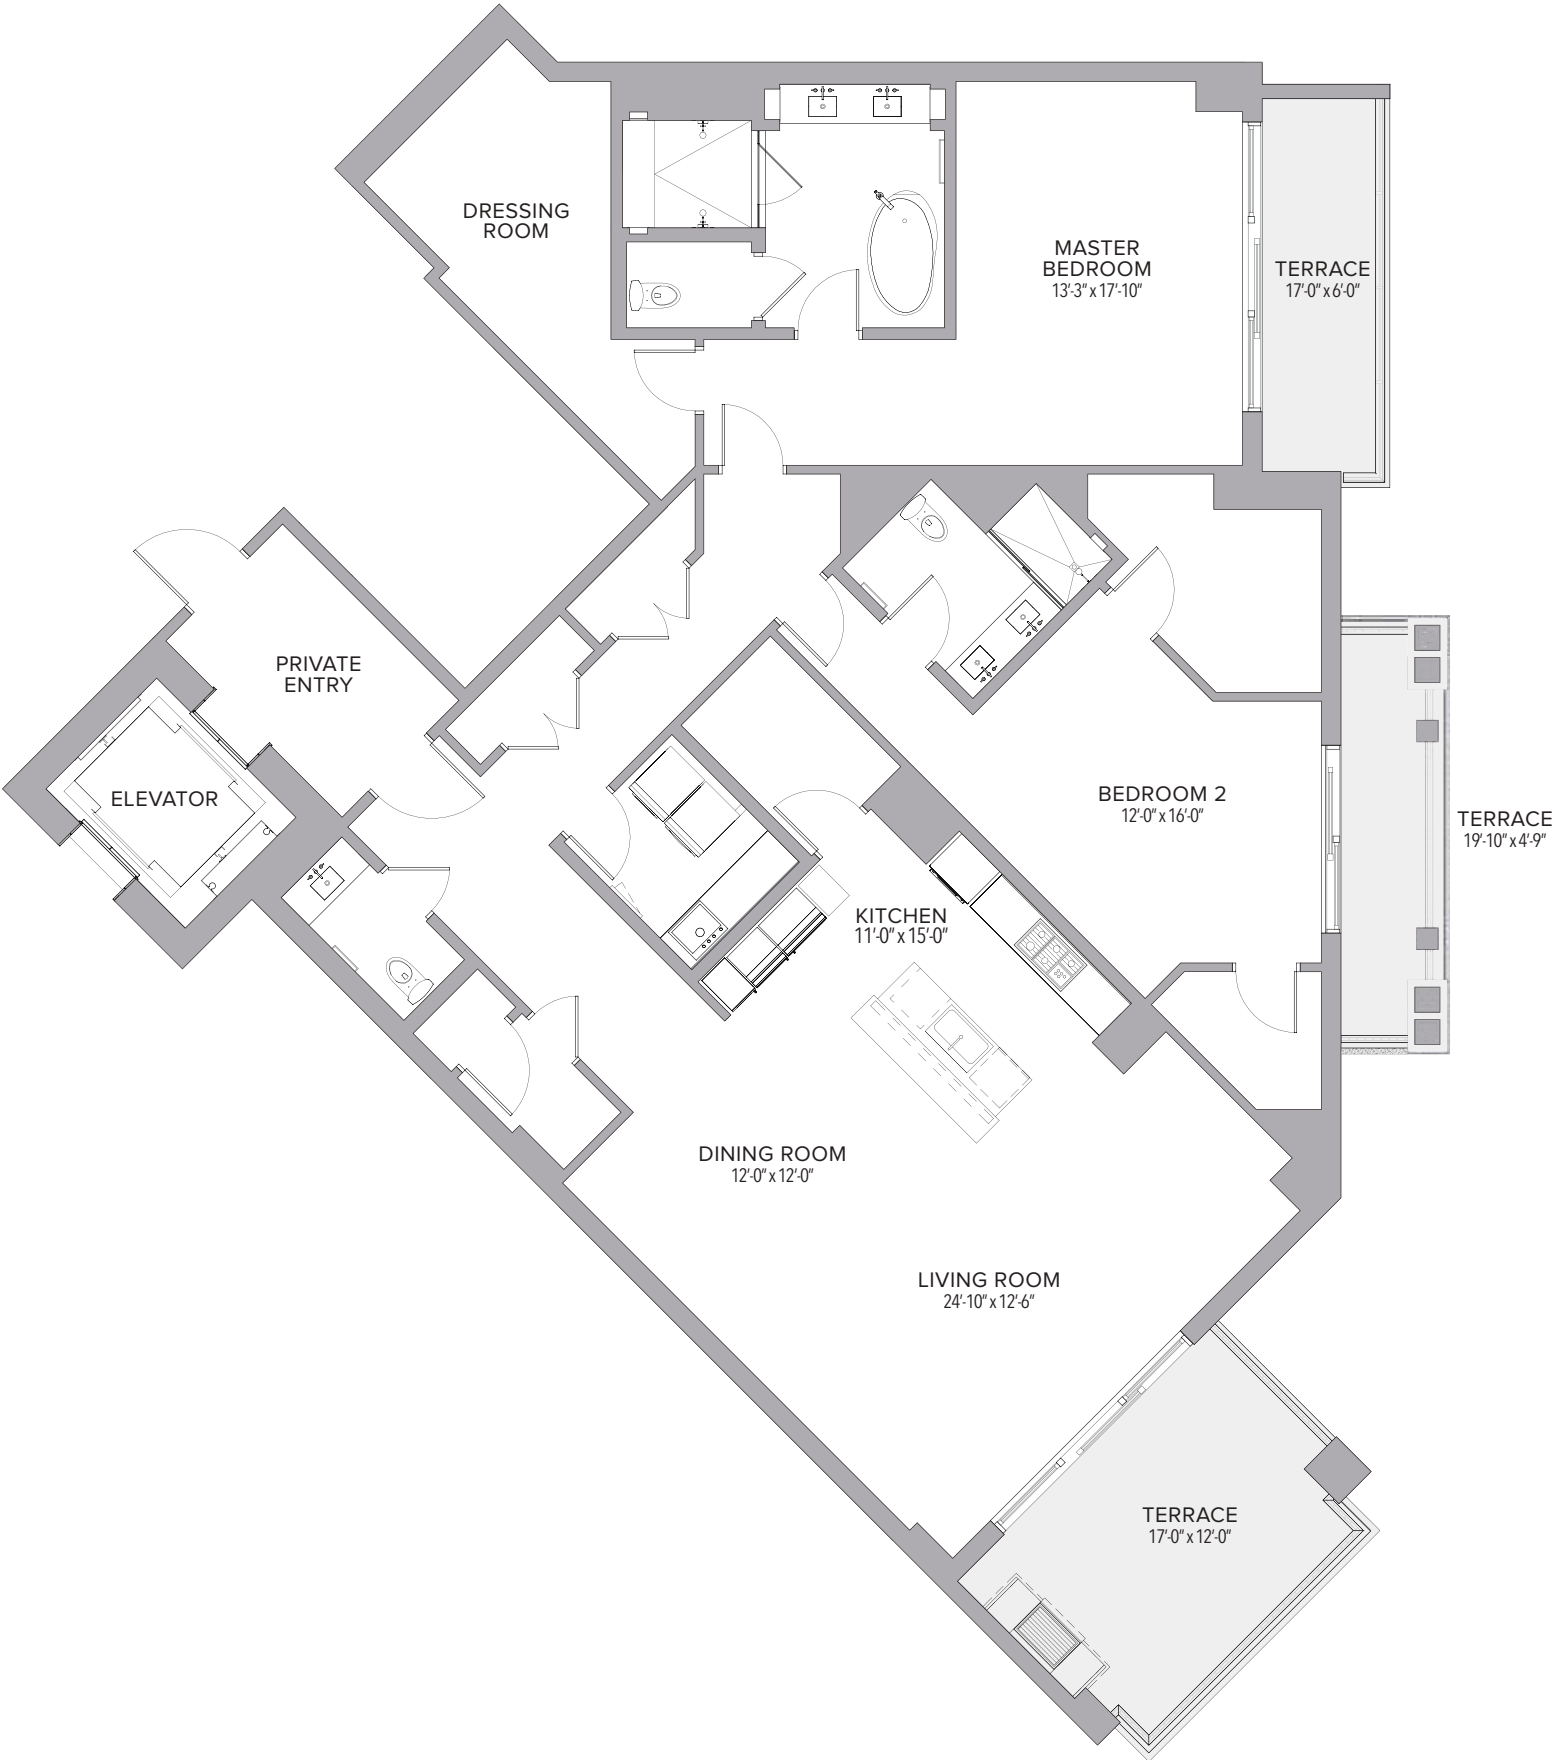 DRESSING
ROOM
MASTER
BEDROOM
13'-3" x 17'-10"
TERRACE
17'-0" x 6'-0"
PRIVATE
ENTRY
ELEVATOR
BEDROOM 2
12'-0" x 16'-0"
TERRACE
19'-10" x 4'-9"
KITCHEN
11'-0" x 15'-0"
DINING ROOM
12'-0" x 12'-0"
LIVING ROOM
24'-10" x 12'-6"
TERRACE
17'-0" x 12'-0"